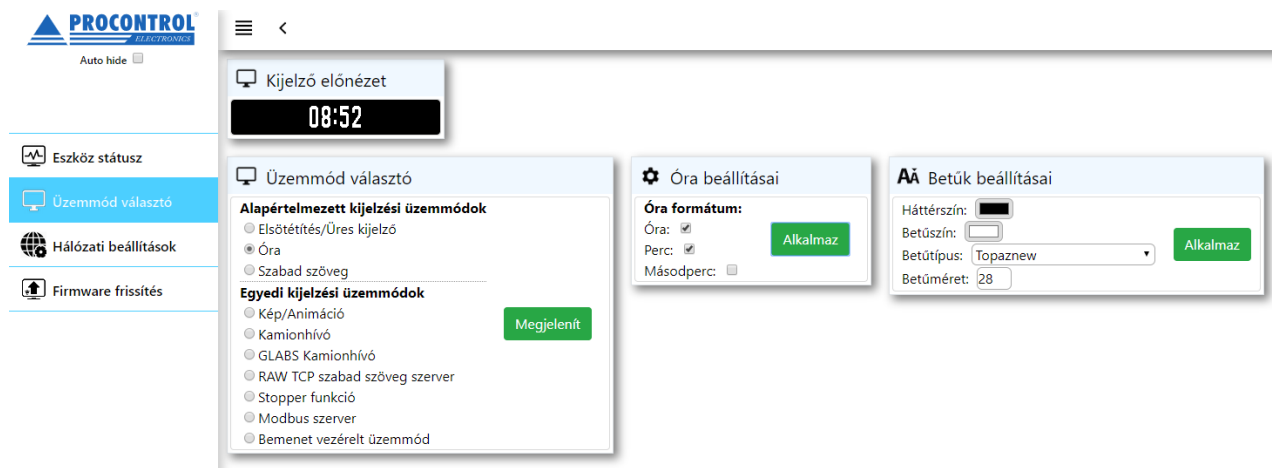 PROCONTROL
ELECTRONICS
Auto hide
Eszköz státusz
Üzemmód választó
Hálózati beállítások
Firmware frissítés
Kijelző előnézet
08:52
Üzemmód választó
Alapértelmezett kijelzési üzemmódok
Elsötétítés/Üres kijelző
Óra
Szabad szöveg
Egyedi kijelzési üzemmódok
Kép/Animáció
Kamionhívó
GLABS Kamionhívó
RAW TCP szabad szöveg szerver
Stopper funkció
Modbus szerver
Bemenet vezérelt üzemmód
Megjelenít
Óra beállításai
Óra formátum:
Óra:
Perc:
Másodperc:
Alkalmaz
AA Betűk beállításai
Háttérszín:
Betűszín:
Betűtípus: Topaznew
Betűméret: 28
Alkalmaz